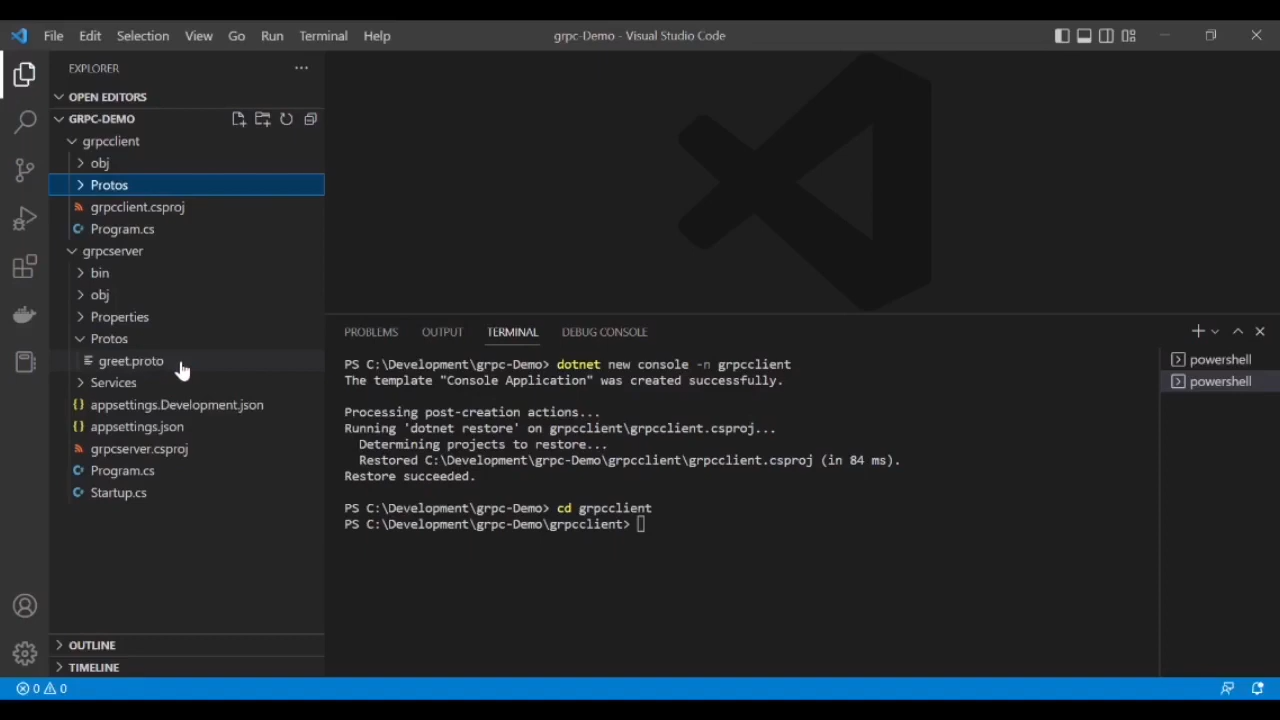 File Edit Selection View Go Run Terminal Help
grpc-Demo - Visual Studio Code
EXPLORER
OPEN EDITORS
GRPC-DEMO
grpcclient
obj
Protos
grpcclient.csproj
Program.cs
grpcserver
bin
obj
Properties
Protos
greet.proto
Services
appsettings.Development.json
appsettings.json
grpcserver.csproj
Program.cs
Startup.cs
OUTLINE
TIMELINE
PROBLEMS OUTPUT TERMINAL DEBUG CONSOLE
PS C:\Development\grpc-Demo> dotnet new console -n grpcclient
The template "Console Application" was created successfully.
Processing post-creation actions...
Running 'dotnet restore' on grpcclient\grpcclient.csproj...
Determining projects to restore...
Restored C:\Development\grpc-Demo\grpcclient\grpcclient.csproj (in 84 ms).
Restore succeeded.
PS C:\Development\grpc-Demo> cd grpcclient
PS C:\Development\grpc-Demo\grpcclient>
powershell
powershell
0 0